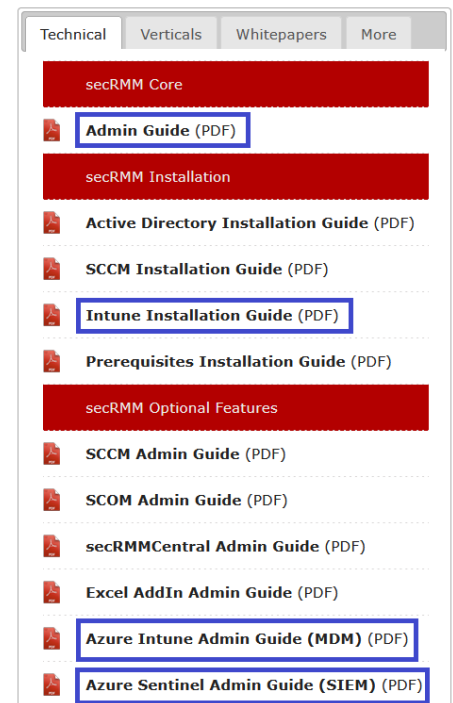 Technical Verticals Whitepapers More
secRMM Core
Admin Guide (PDF)
secRMM Installation
Active Directory Installation Guide (PDF)
SCCM Installation Guide (PDF)
Intune Installation Guide (PDF)
Prerequisites Installation Guide (PDF)
secRMM Optional Features
SCCM Admin Guide (PDF)
SCOM Admin Guide (PDF)
secRMMCentral Admin Guide (PDF)
Excel AddIn Admin Guide (PDF)
Azure Intune Admin Guide (MDM) (PDF)
Azure Sentinel Admin Guide (SIEM) (PDF)